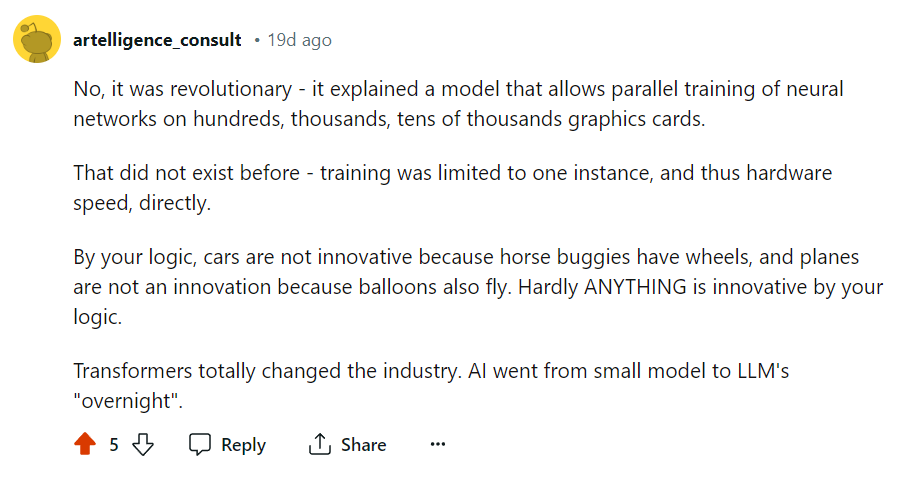 artelligence_consult • 19d ago
No, it was revolutionary - it explained a model that allows parallel training of neural
networks on hundreds, thousands, tens of thousands graphics cards.
That did not exist before - training was limited to one instance, and thus hardware
speed, directly.
By your logic, cars are not innovative because horse buggies have wheels, and planes
are not an innovation because balloons also fly. Hardly ANYTHING is innovative by your
logic.
Transformers totally changed the industry. AI went from small model to LLM's
"overnight".
5 Reply Share ...